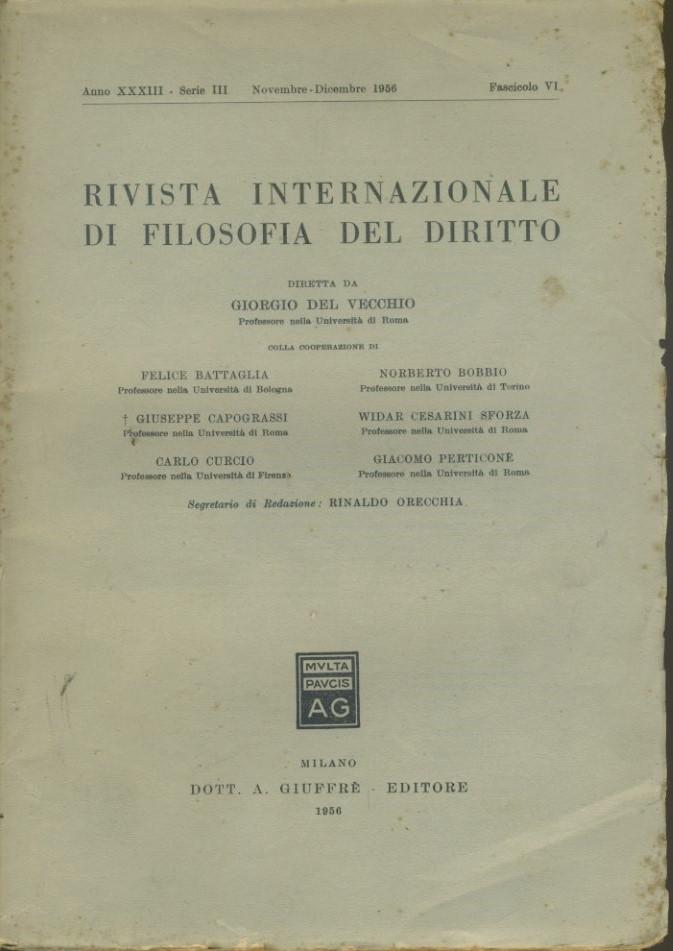 Anno XXXIII - Serie III Novembre-Dicembre 1956 Fascicolo VI
RIVISTA INTERNAZIONALE
DI FILOSOFIA DEL DIRITTO
DIRETTA DA
GIORGIO DEL VECCHIO
Professore nella Università di Roma
COLLA COOPERAZIONE DI
FELICE BATTAGLIA
Professore nella Università di Bologna
NORBERTO BOBBIO
Professore nella Università di Torino
† GIUSEPPE CAPOGRASSI
Professore nella Università di Roma
WIDAR CESARINI SFORZA
Professore nella Università di Roma
CARLO CURCIO
Professore nella Università di Firenze
GIACOMO PERTICONE
Professore nella Università di Roma
Segretario di Redazione: RINALDO ORECCHIA
MVLTA
PAVCIS
AG
MILANO
DOTT. A. GIUFFRÈ - EDITORE
1956